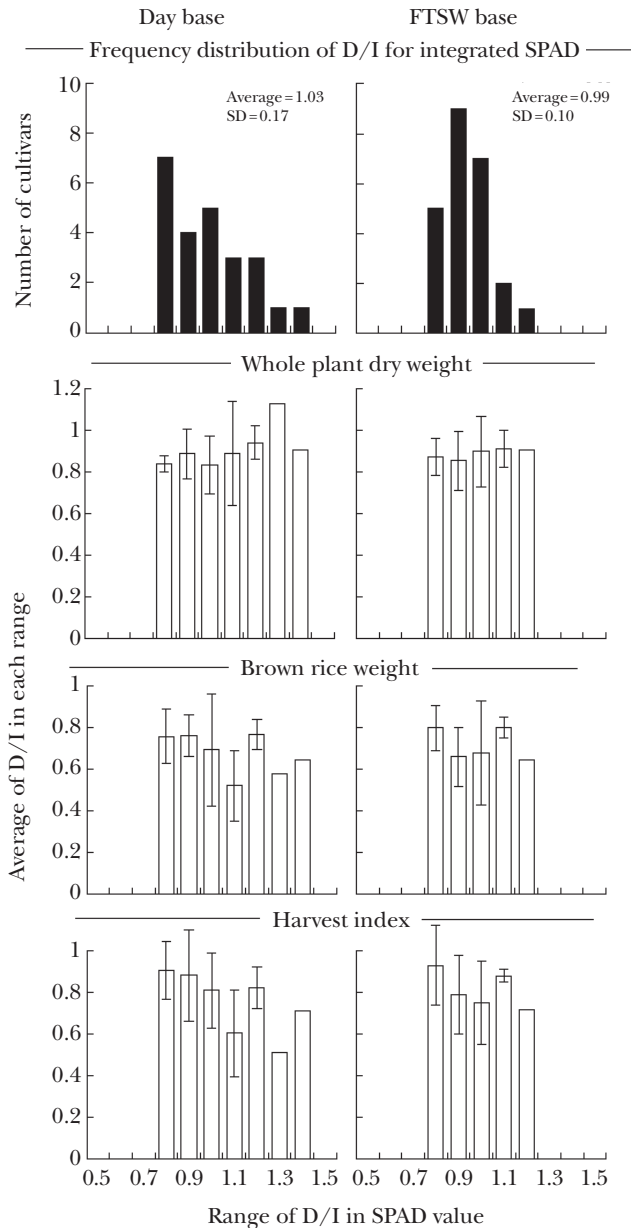 Day base
FTSW base
Frequency distribution of D/I for integrated SPAD
10
8
6
4
2
0
Number of cultivars
Average=1.03
SD=0.17
Average=0.99
SD=0.10
Whole plant dry weight
1.2
1
0.8
0.6
0.4
0.2
0
Brown rice weight
1
0.8
0.6
0.4
0.2
0
Average of D/I in each range
Harvest index
1
0.8
0.6
0.4
0.2
0
0.5 0.7 0.9 1.1 1.3 1.5
0.5 0.7 0.9 1.1 1.3 1.5
Range of D/I in SPAD value